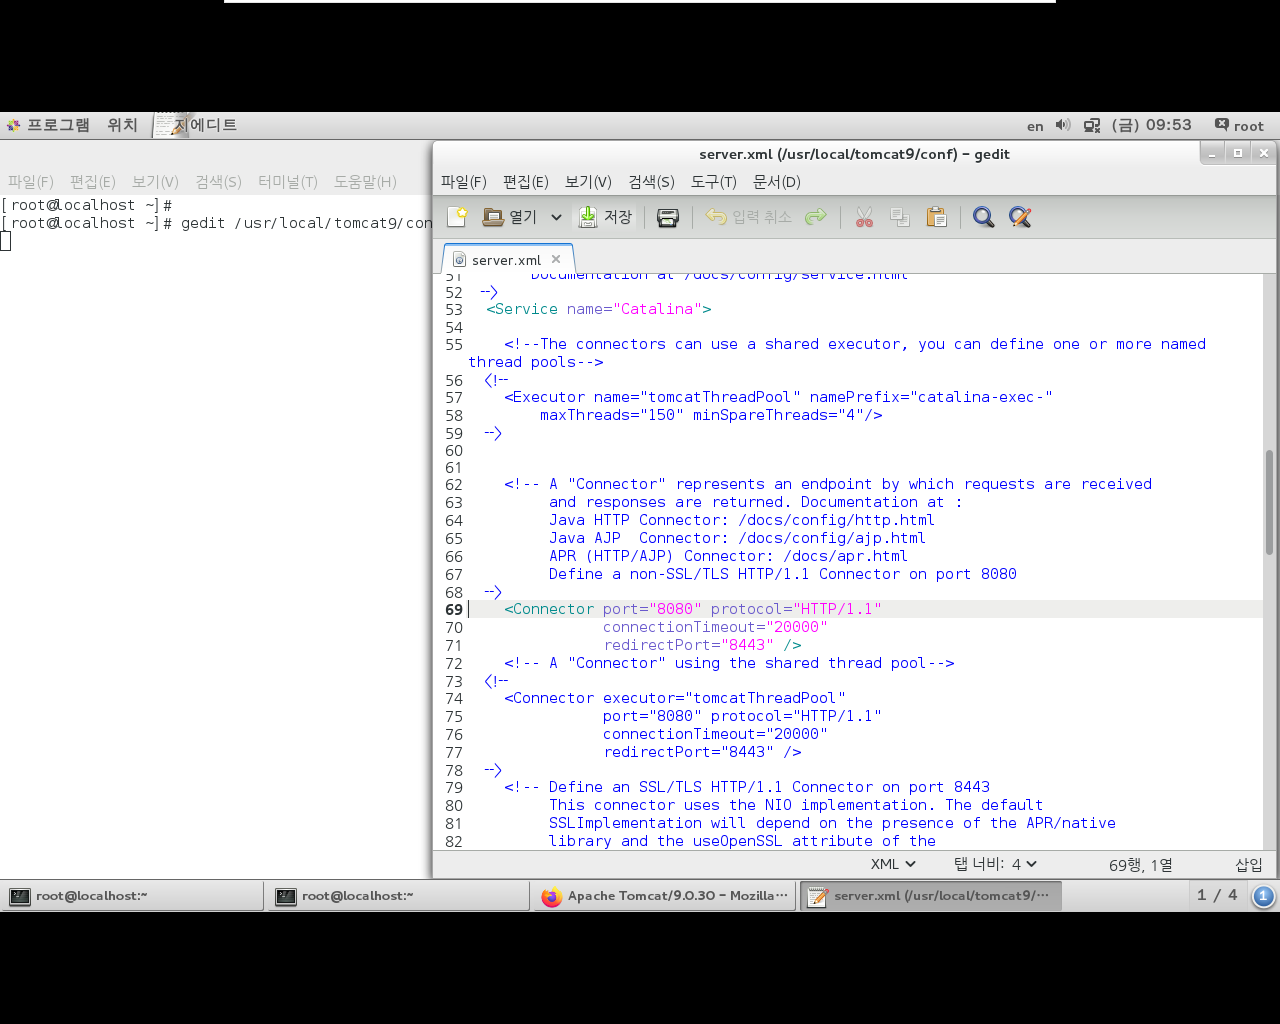 프로그램 위치 지에디트 en (금) 09:53 root
server.xml (/usr/local/tomcat9/conf) – gedit
파일(F) 편집(E) 보기(V) 검색(S) 터미널(T) 도움말(H)
[root@localhost ~]#
[root@localhost ~]# gedit /usr/local/tomcat9/con
파일(F) 편집(E) 보기(V) 검색(S) 도구(T) 문서(D)
열기 저장 입력 취소
server.xml
51 Documentation at /docs/config/service.html
52 -->
53 <Service name="Catalina">
54
55 <!--The connectors can use a shared executor, you can define one or more named
thread pools-->
56 <!--
57 <Executor name="tomcatThreadPool" namePrefix="catalina-exec-"
58 maxThreads="150" minSpareThreads="4"/>
59 -->
60
61
62 <!-- A "Connector" represents an endpoint by which requests are received
63 and responses are returned. Documentation at :
64 Java HTTP Connector: /docs/config/http.html
65 Java AJP  Connector: /docs/config/ajp.html
66 APR (HTTP/AJP) Connector: /docs/apr.html
67 Define a non-SSL/TLS HTTP/1.1 Connector on port 8080
68 -->
69 <Connector port="8080" protocol="HTTP/1.1"
70 connectionTimeout="20000"
71 redirectPort="8443" />
72 <!-- A "Connector" using the shared thread pool-->
73 <!--
74 <Connector executor="tomcatThreadPool"
75 port="8080" protocol="HTTP/1.1"
76 connectionTimeout="20000"
77 redirectPort="8443" />
78 -->
79 <!-- Define an SSL/TLS HTTP/1.1 Connector on port 8443
80 This connector uses the NIO implementation. The default
81 SSLImplementation will depend on the presence of the APR/native
82 library and the useOpenSSL attribute of the
XML 탭 너비: 4 69행, 1열 삽입
root@localhost:~ root@localhost:~ Apache Tomcat/9.0.30 – Mozilla··· server.xml (/usr/local/tomcat9/··· 1 / 4 1